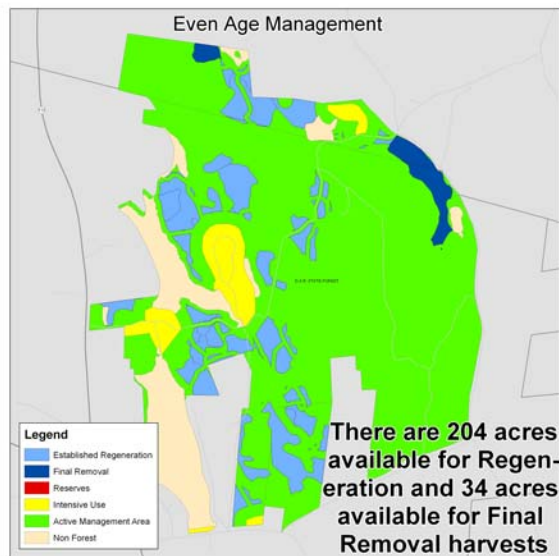 Even Age Management
Legend
Established Regeneration
Final Removal
Reserves
Intensive Use
Active Management Area
Non Forest
There are 204 acres
available for Regen-
eration and 34 acres
available for Final
Removal harvests